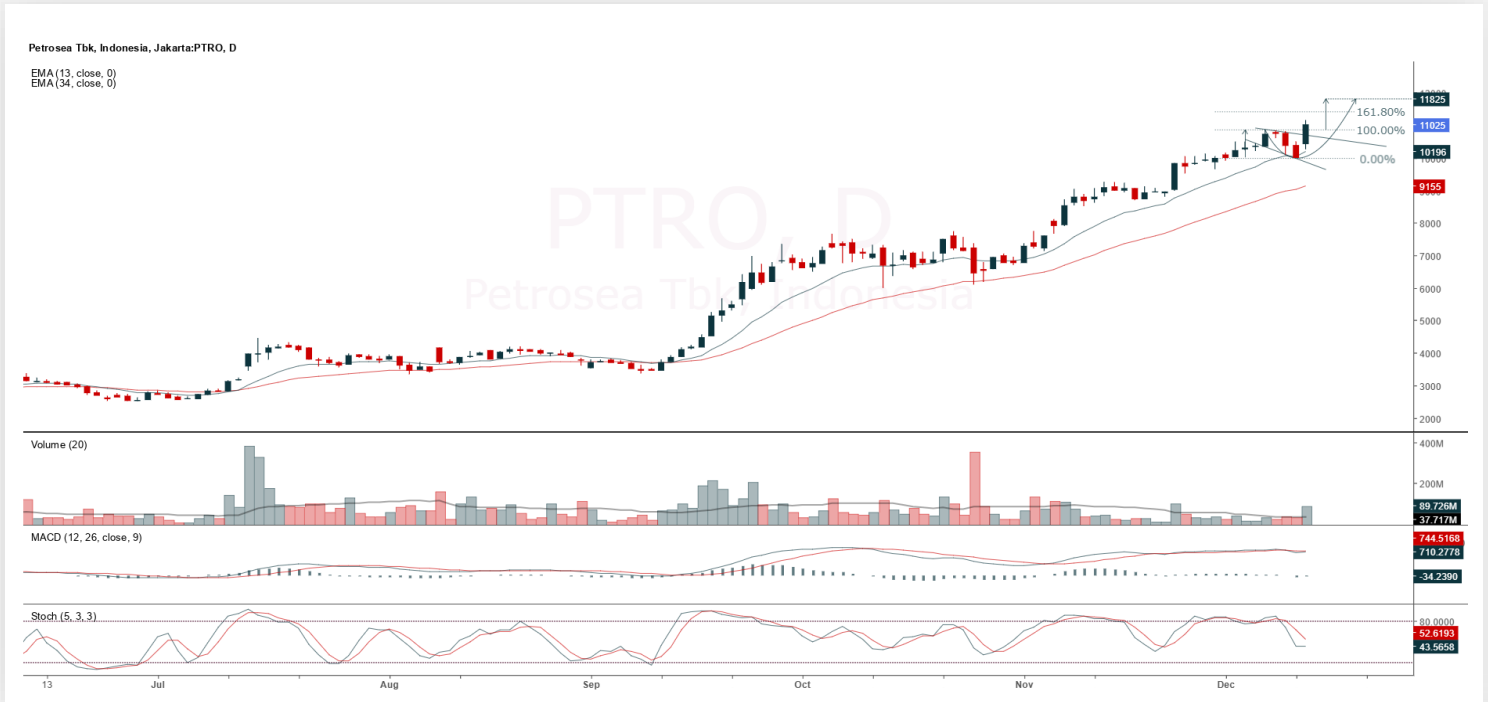 Petrosea Tbk, Indonesia, Jakarta:PTRO, D
EMA (13, close, 0)
EMA (34, close, 0)
PTRO, D
Petrosea Tbk, Indonesia
11825
161.80%
11025
100.00%
10196
0.00%
9155
8000
7000
6000
5000
4000
3000
2000
Volume (20)
400M
200M
89.726M
37.717M
MACD (12, 26, close, 9)
744.5168
710.2778
-34.2390
Stoch (5, 3, 3)
80.0000
52.6193
43.5658
13 Jul Aug Sep Oct Nov Dec